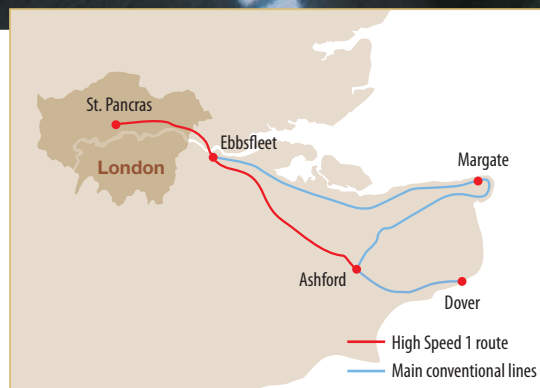 St. Pancras
Ebbsfleet
London
Margate
Ashford
Dover
High Speed 1 route
Main conventional lines